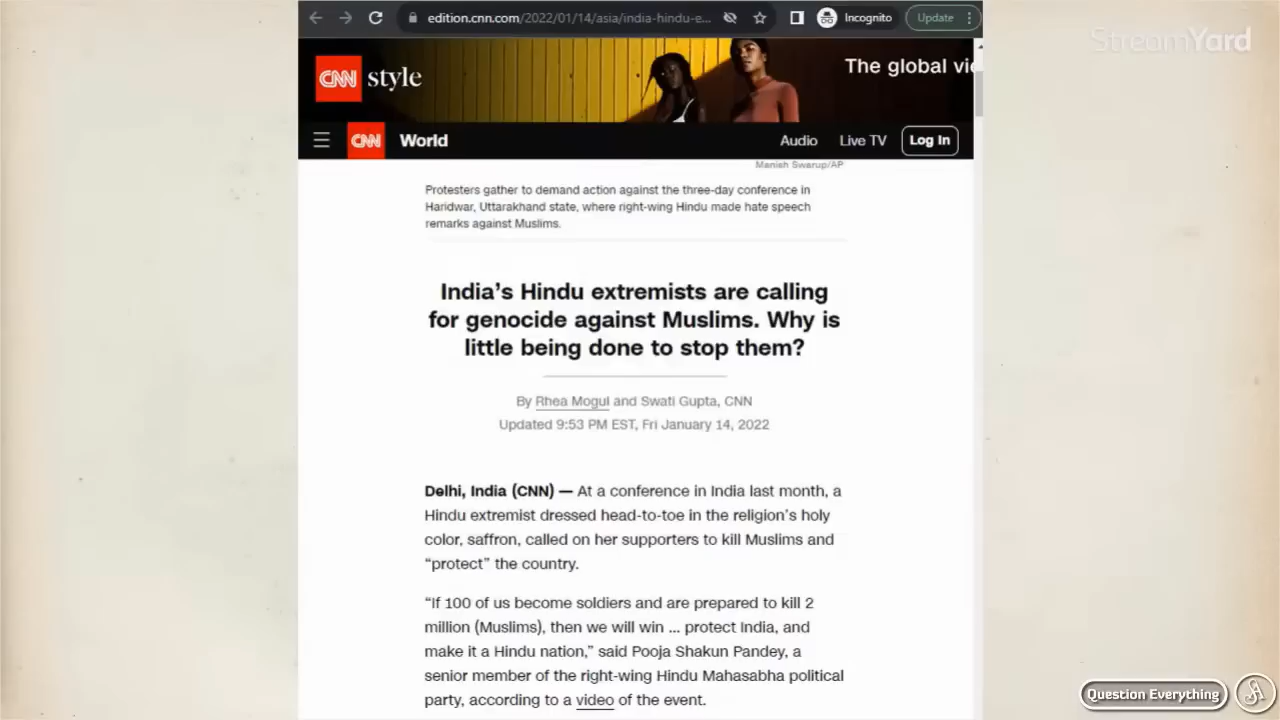 edition.cnn.com/2022/01/14/asia/india-hindu-e...
Incognito
Update
StreamYard
CNN style
The global vie
CNN World
Audio
Live TV
Log In
Manish Swarup/AP
Protesters gather to demand action against the three-day conference in
Haridwar, Uttarakhand state, where right-wing Hindu made hate speech
remarks against Muslims.
India's Hindu extremists are calling
for genocide against Muslims. Why is
little being done to stop them?
By Rhea Mogul and Swati Gupta, CNN
Updated 9:53 PM EST, Fri January 14, 2022
Delhi, India (CNN) — At a conference in India last month, a
Hindu extremist dressed head-to-toe in the religion's holy
color, saffron, called on her supporters to kill Muslims and
“protect” the country.
“If 100 of us become soldiers and are prepared to kill 2
million (Muslims), then we will win ... protect India, and
make it a Hindu nation,” said Pooja Shakun Pandey, a
senior member of the right-wing Hindu Mahasabha political
party, according to a video of the event.
Question Everything